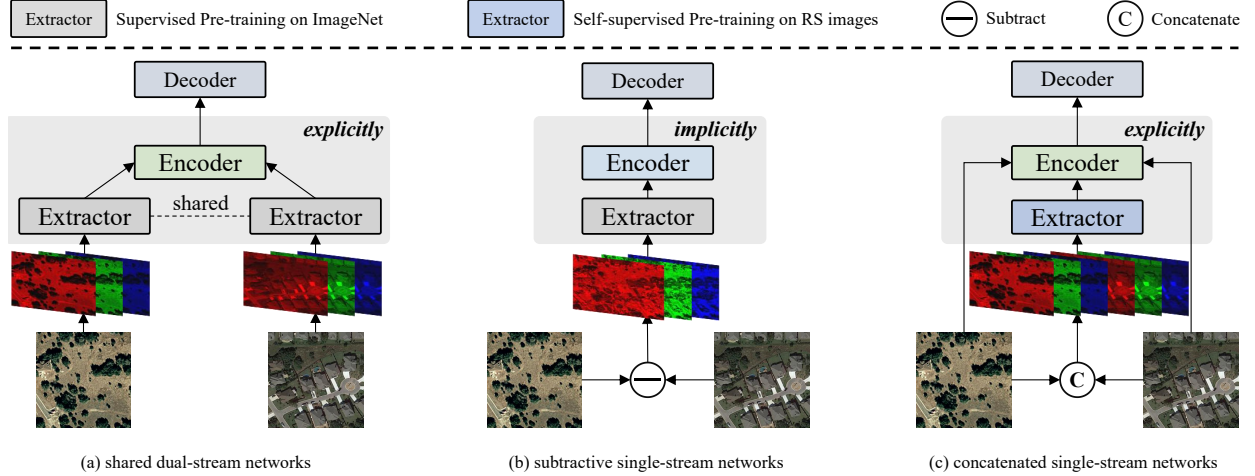 Extractor Supervised Pre-training on ImageNet Extractor Self-supervised Pre-training on RS images Subtract C Concatenate
Decoder
explicitly
Encoder
Extractor shared Extractor
(a) shared dual-stream networks
Decoder
implicitly
Encoder
Extractor
(b) subtractive single-stream networks
Decoder
explicitly
Encoder
Extractor
C
(c) concatenated single-stream networks